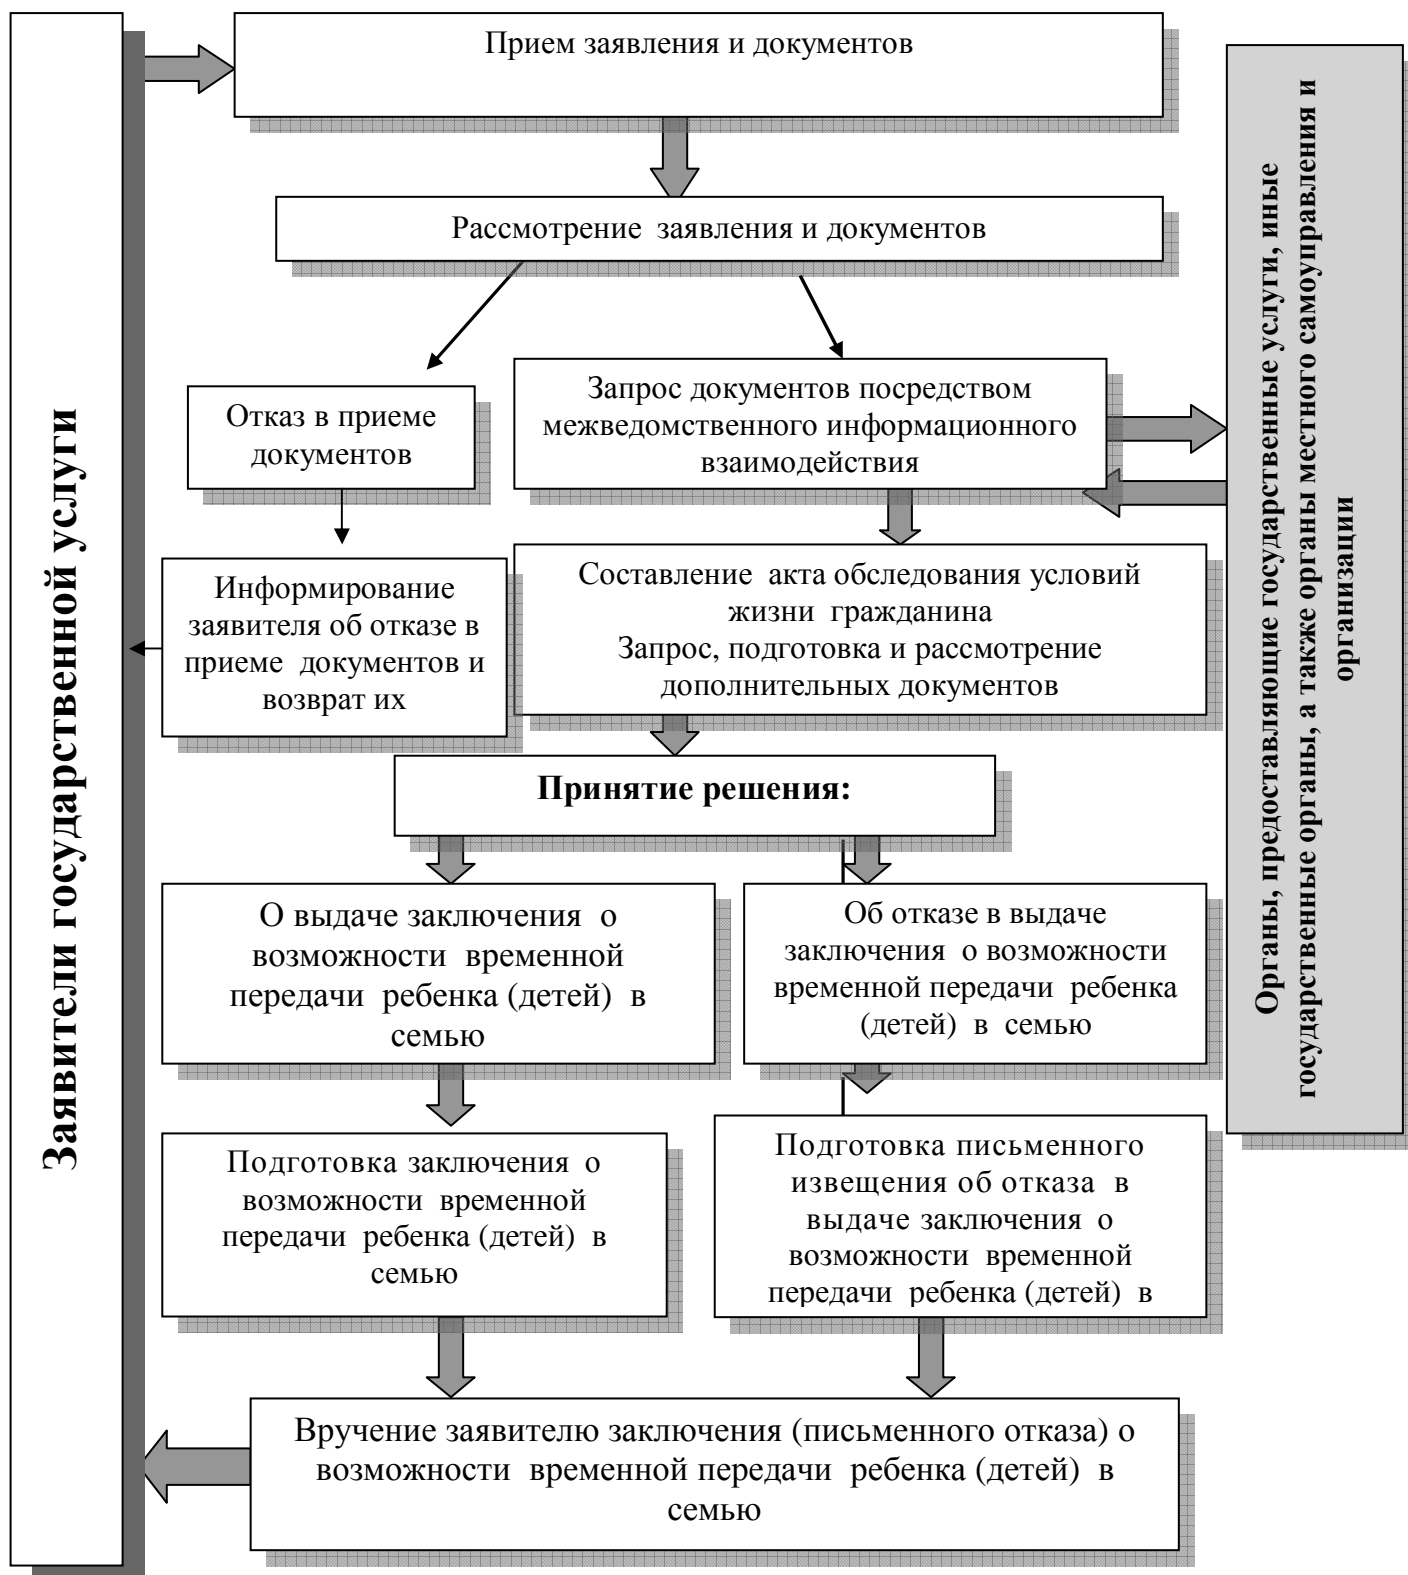 Заявители государственной услуги
Прием заявления и документов
Рассмотрение заявления и документов
Отказ в приеме
документов
Запрос документов посредством
межведомственного информационного
взаимодействия
Информирование
заявителя об отказе в
приеме документов и
возврат их
Составление акта обследования условий
жизни гражданина
Запрос, подготовка и рассмотрение
дополнительных документов
Принятие решения:
О выдаче заключения о
возможности временной
передачи ребенка (детей) в
семью
Об отказе в выдаче
заключения о возможности
временной передачи ребенка
(детей) в семью
Подготовка заключения о
возможности временной
передачи ребенка (детей) в
семью
Подготовка письменного
извещения об отказа в
выдаче заключения о
возможности временной
передачи ребенка (детей) в
Вручение заявителю заключения (письменного отказа) о
возможности временной передачи ребенка (детей) в
семью
Органы, предоставляющие государственные услуги, иные
государственные органы, а также органы местного самоуправления и
организации